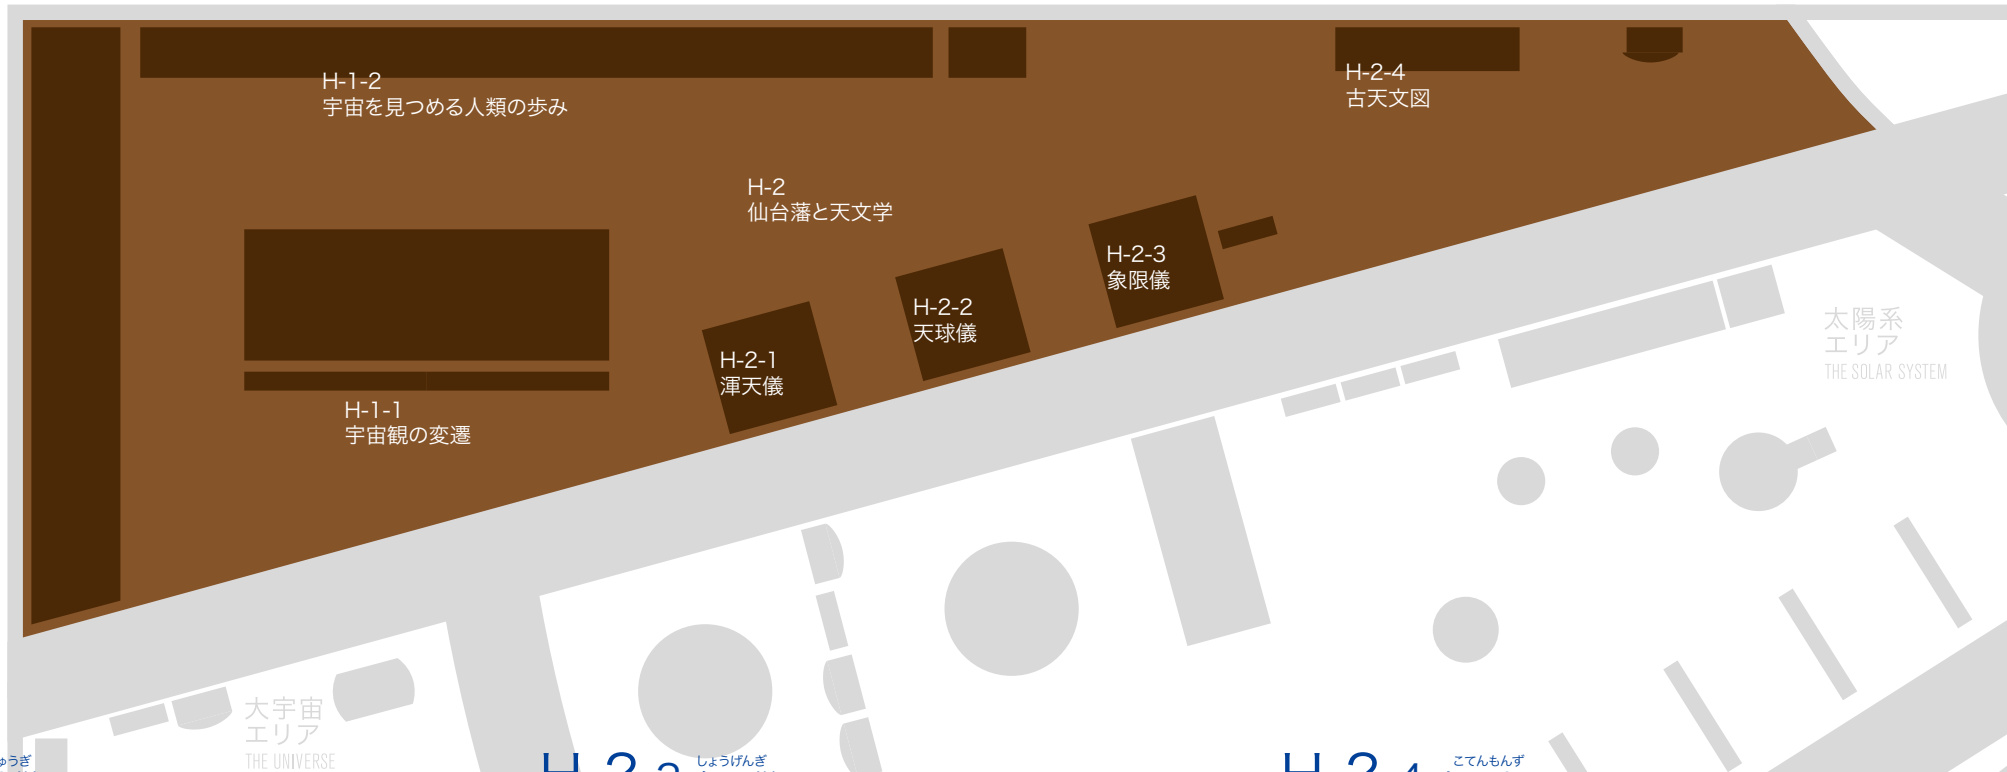 H-1-2
宇宙を見つめる人類の歩み
H-2-4
古天文図
H-2
仙台藩と天文学
H-2-3
象限儀
H-2-2
天球儀
H-2-1
渾天儀
H-1-1
宇宙観の変遷
太陽系
エリア
THE SOLAR SYSTEM
大宇宙
エリア
THE UNIVERSE
しょうげんぎ
H-2-3
こてんもんず
H-2-4